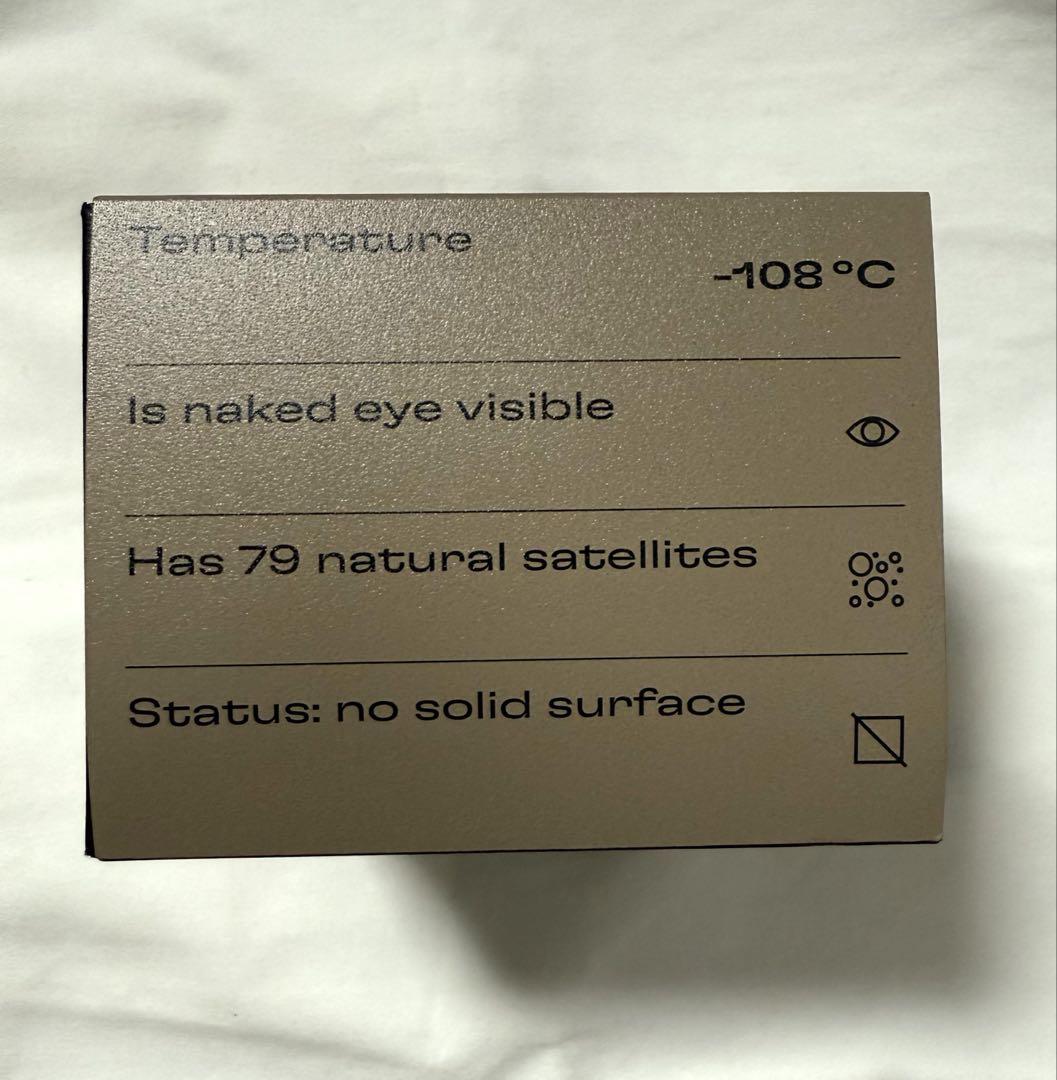 Temperature
-108 °C
Is naked eye visible
Has 79 natural satellites
Status: no solid surface